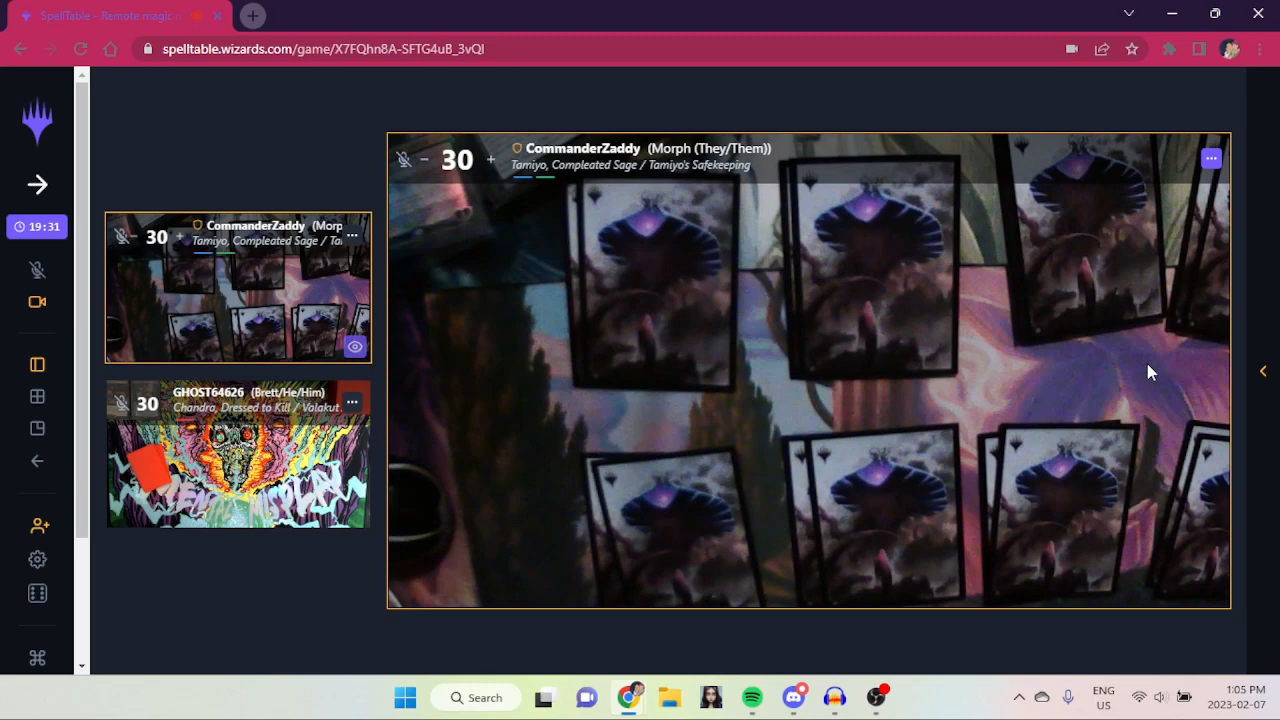 SpellTable - Remote magic
spelltable.wizards.com/game/X7FQhn8A-SFTG4uB_3vQI
19:31
30
CommanderZaddy (Morp
Tamiyo, Compleated Sage / Tai
30
GHOST64626 (Brett/He/Him)
Chandra, Dressed to Kill / Valakut
30
CommanderZaddy (Morph (They/Them))
Tamiyo, Compleated Sage / Tamiyo's Safekeeping
Search
ENG
US
1:05 PM
2023-02-07